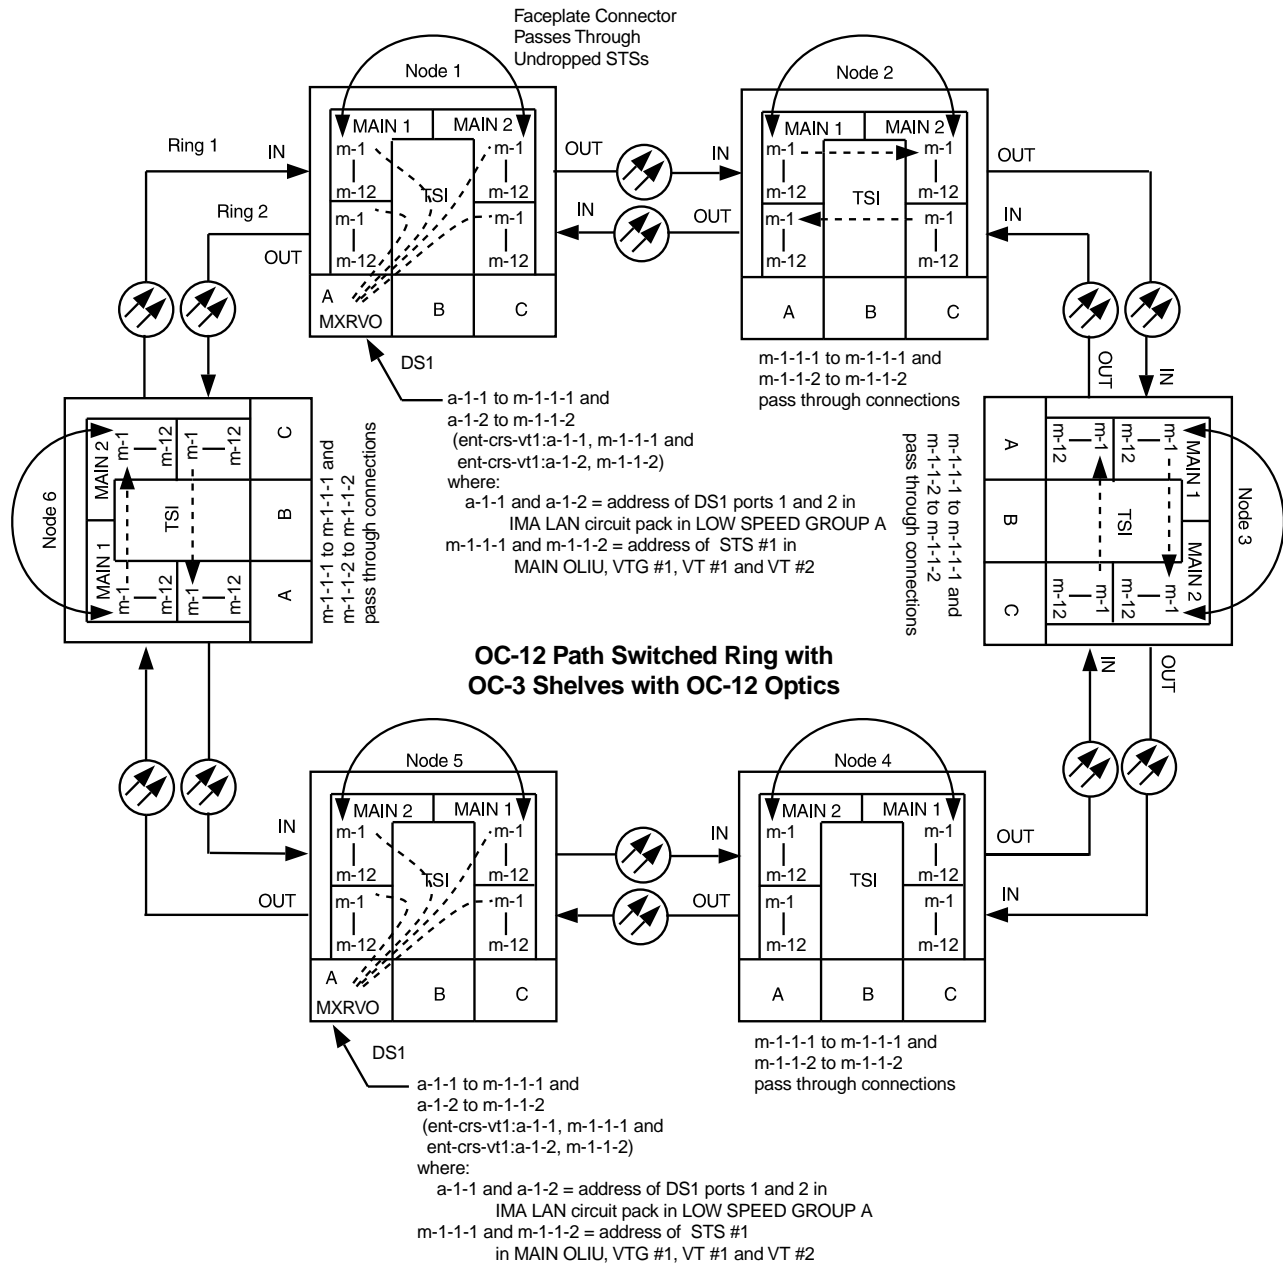 Faceplate Connector
Passes Through
Undropped STSs
Node 1
MAIN 1
MAIN 2
m-1
m-12
m-1
m-12
TSI
m-1
m-12
m-1
m-12
A
MXRVO
B
C
Ring 1
IN
Ring 2
OUT
OUT
IN
IN
OUT
Node 2
MAIN 1
MAIN 2
m-1
m-12
m-1
m-12
TSI
m-1
m-12
m-1
m-12
A
B
C
OUT
IN
DS1
a-1-1 to m-1-1-1 and
a-1-2 to m-1-1-2
(ent-crs-vt1:a-1-1, m-1-1-1 and
ent-crs-vt1:a-1-2, m-1-1-2)
where:
a-1-1 and a-1-2 = address of DS1 ports 1 and 2 in
IMA LAN circuit pack in LOW SPEED GROUP A
m-1-1-1 and m-1-1-2 = address of STS #1 in
MAIN OLIU, VTG #1, VT #1 and VT #2
m-1-1-1 to m-1-1-1 and
m-1-1-2 to m-1-1-2
pass through connections
Node 6
MAIN 2
MAIN 1
m-1
m-12
m-1
m-12
TSI
m-1
m-12
m-1
m-12
C
B
A
m-1-1-1 to m-1-1-1 and
m-1-1-2 to m-1-1-2
pass through connections
OUT
IN
m-1-1-1 to m-1-1-1 and
m-1-1-2 to m-1-1-2
pass through connections
A
B
C
m-12
m-1
m-12
m-1
TSI
m-12
m-1
m-12
m-1
MAIN 1
MAIN 2
Node 3
IN
OUT
OC-12 Path Switched Ring with
OC-3 Shelves with OC-12 Optics
Node 5
MAIN 2
MAIN 1
m-1
m-12
m-1
m-12
TSI
m-1
m-12
m-1
m-12
A
MXRVO
B
C
IN
OUT
IN
OUT
Node 4
MAIN 2
MAIN 1
m-1
m-12
m-1
m-12
TSI
m-1
m-12
m-1
m-12
A
B
C
OUT
IN
m-1-1-1 to m-1-1-1 and
m-1-1-2 to m-1-1-2
pass through connections
DS1
a-1-1 to m-1-1-1 and
a-1-2 to m-1-1-2
(ent-crs-vt1:a-1-1, m-1-1-1 and
ent-crs-vt1:a-1-2, m-1-1-2)
where:
a-1-1 and a-1-2 = address of DS1 ports 1 and 2 in
IMA LAN circuit pack in LOW SPEED GROUP A
m-1-1-1 and m-1-1-2 = address of STS #1
in MAIN OLIU, VTG #1, VT #1 and VT #2